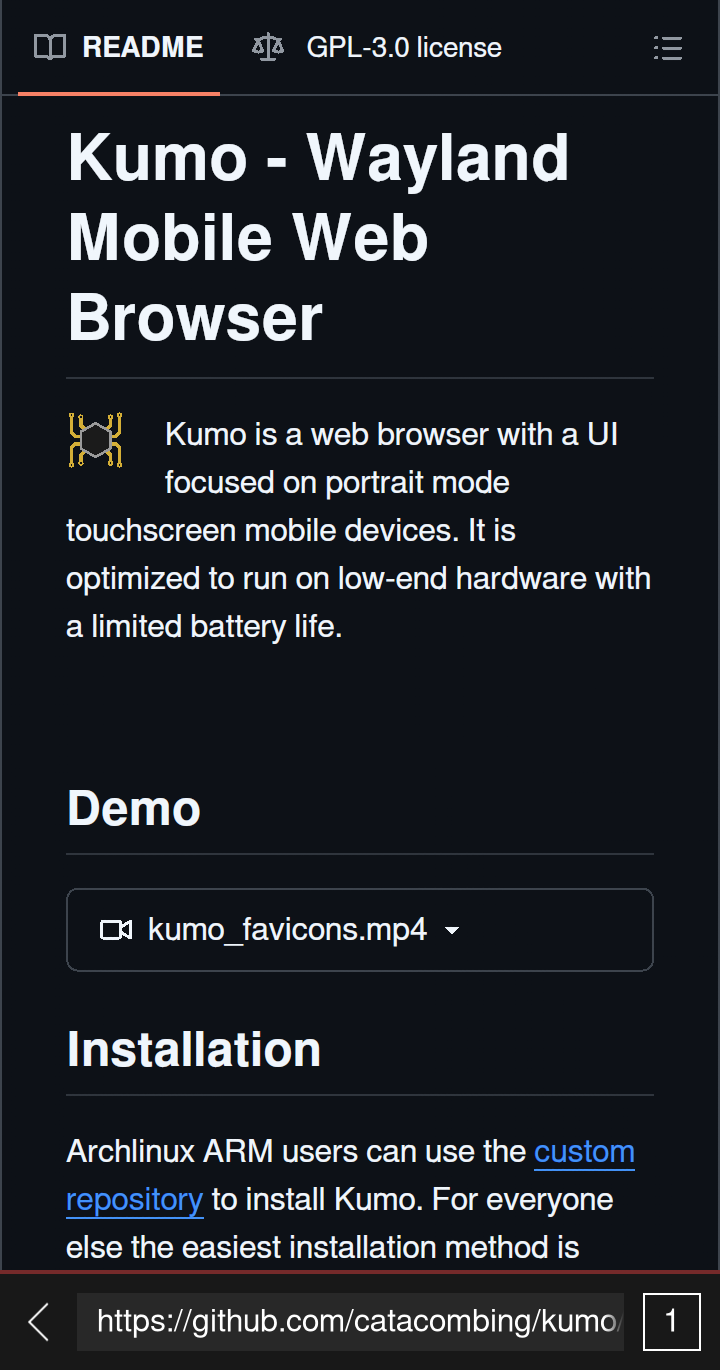 README GPL-3.0 license
Kumo - Wayland
Mobile Web
Browser
Kumo is a web browser with a UI
focused on portrait mode
touchscreen mobile devices. It is
optimized to run on low-end hardware with
a limited battery life.
Demo
kumo_favicons.mp4
Installation
Archlinux ARM users can use the custom
repository to install Kumo. For everyone
else the easiest installation method is
https://github.com/catacombing/kumo/ 1